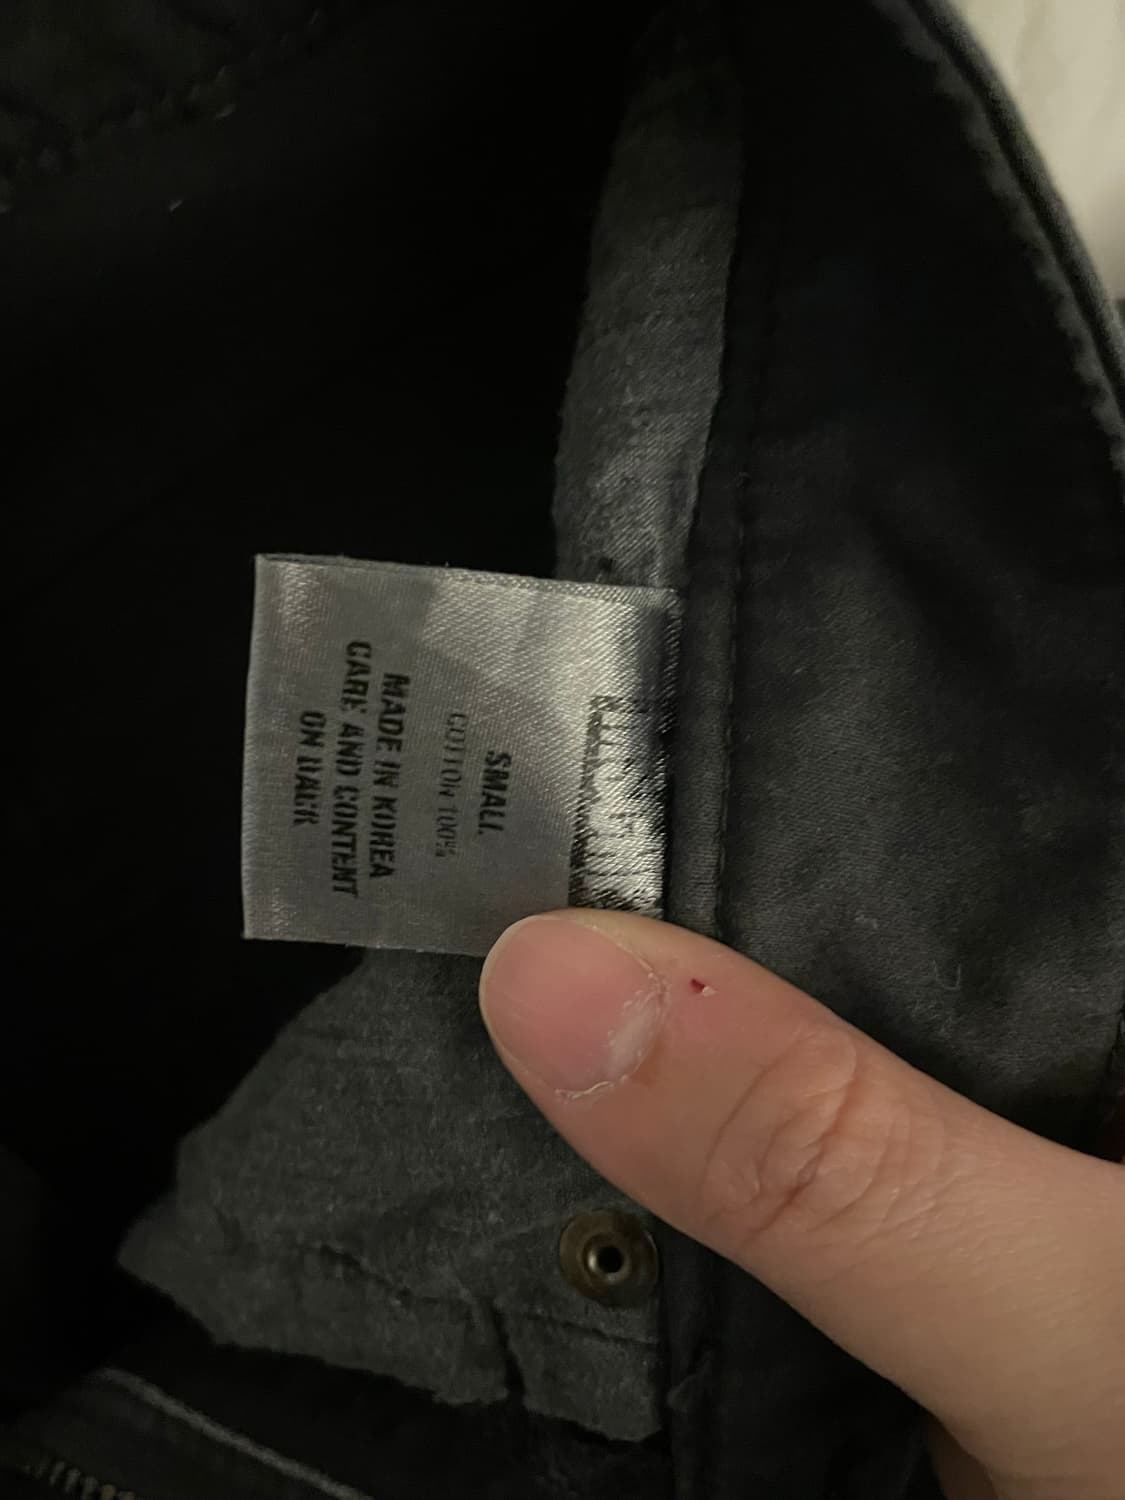 SMALL
COTTON 100%
MADE IN KOREA
CARE AND CONTENT
ON BACK